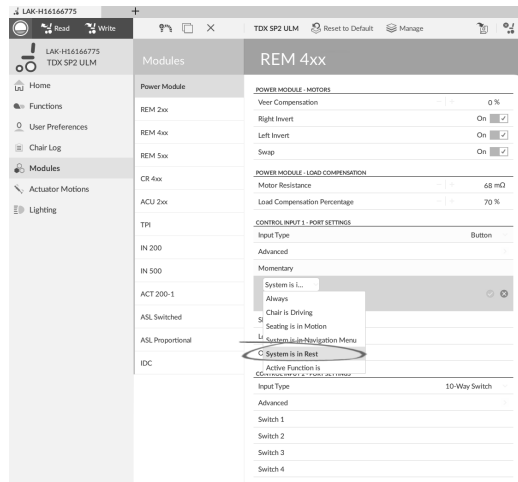 LAK-H16166775
+
Read
Write
TDX SP2 ULM
Reset to Default
Manage
LAK-H16166775
TDX SP2 ULM
Home
Functions
User Preferences
Chair Log
Modules
Actuator Motions
Lighting
Modules
Power Module
REM 2xx
REM 4xx
REM 5xx
CR 4xx
ACU 2xx
TPI
IN 200
IN 500
ACT 200-1
ASL Switched
ASL Proportional
IDC
REM 4xx
POWER MODULE - MOTORS
Veer Compensation 0 %
Right Invert On
Left Invert On
Swap On
POWER MODULE - LOAD COMPENSATION
Motor Resistance 68 mΩ
Load Compensation Percentage 70 %
CONTROL INPUT 1 - PORT SETTINGS
Input Type Button
Advanced
Momentary
System is i...
Always
Chair is Driving
Seating is in Motion
System is in Navigation Menu
System is in Rest
Active Function is
CONTROL INPUT 2 - PORT SETTINGS
Input Type 10-Way Switch
Advanced
Switch 1
Switch 2
Switch 3
Switch 4